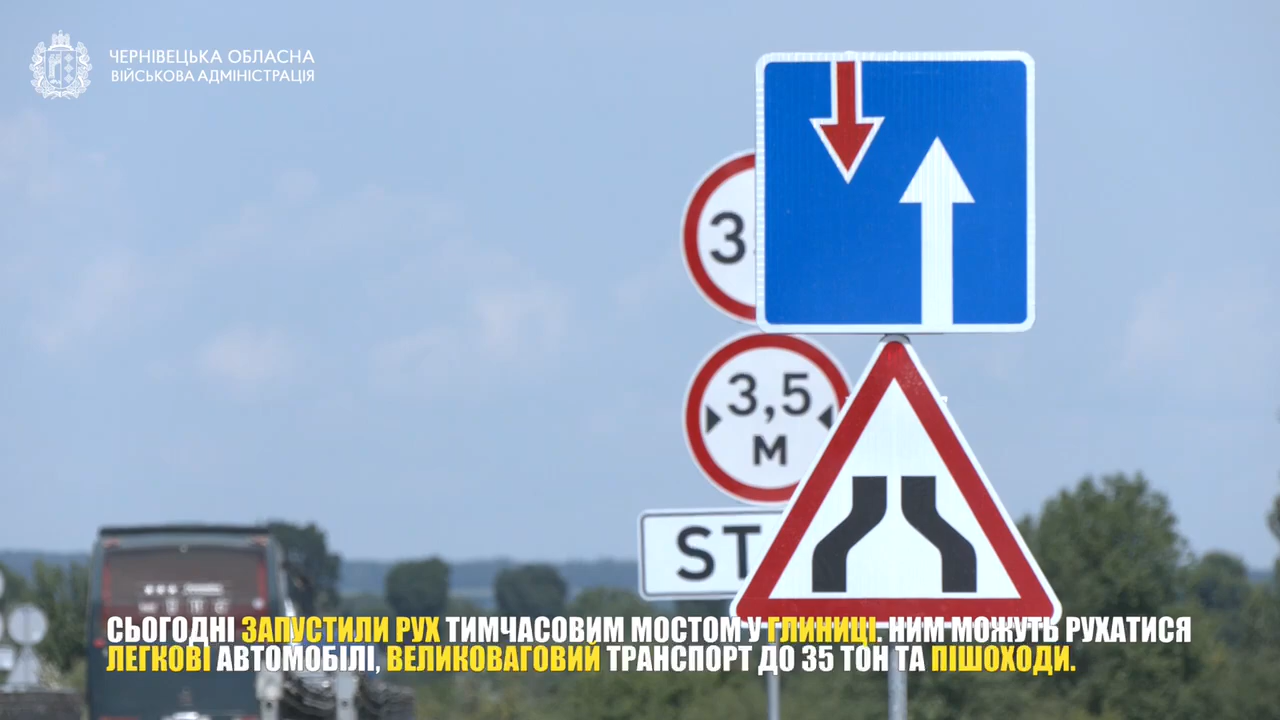 ЧЕРНІВЕЦЬКА ОБЛАСНА
ВІЙСЬКОВА АДМІНІСТРАЦІЯ
3,5
М
ST
СЬОГОДНІ ЗАПУСТИЛИ РУХ ТИМЧАСОВИМ МОСТОМ У ГЛИНИЦІ. НИМ МОЖУТЬ РУХАТИСЯ
ЛЕГКОВІ АВТОМОБІЛІ, ВЕЛИКОВАГОВИЙ ТРАНСПОРТ ДО 35 ТОН ТА ПІШОХОДИ.